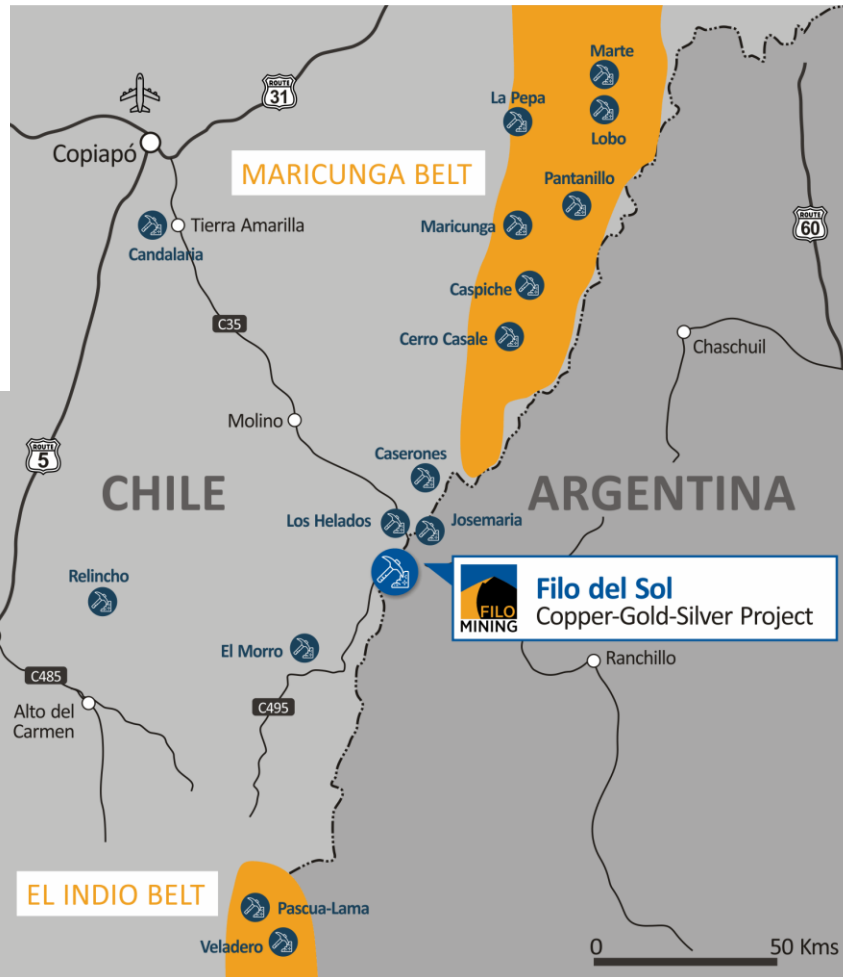 Marte
ROUTE
31
La Pepa
Lobo
Copiapó
MARICUNGA BELT
Pantanillo
ROUTE
60
Tierra Amarilla
Maricunga
Candalaria
Caspiche
C35
Cerro Casale
Chaschuil
Molino
ROUTE
5
Caserones
CHILE
ARGENTINA
Los Helados
Josemaria
Relincho
FILO
MINING
Filo del Sol
Copper-Gold-Silver Project
El Morro
Ranchillo
C485
C495
Alto del
Carmen
EL INDIO BELT
Pascua-Lama
Veladero
0
50 Kms